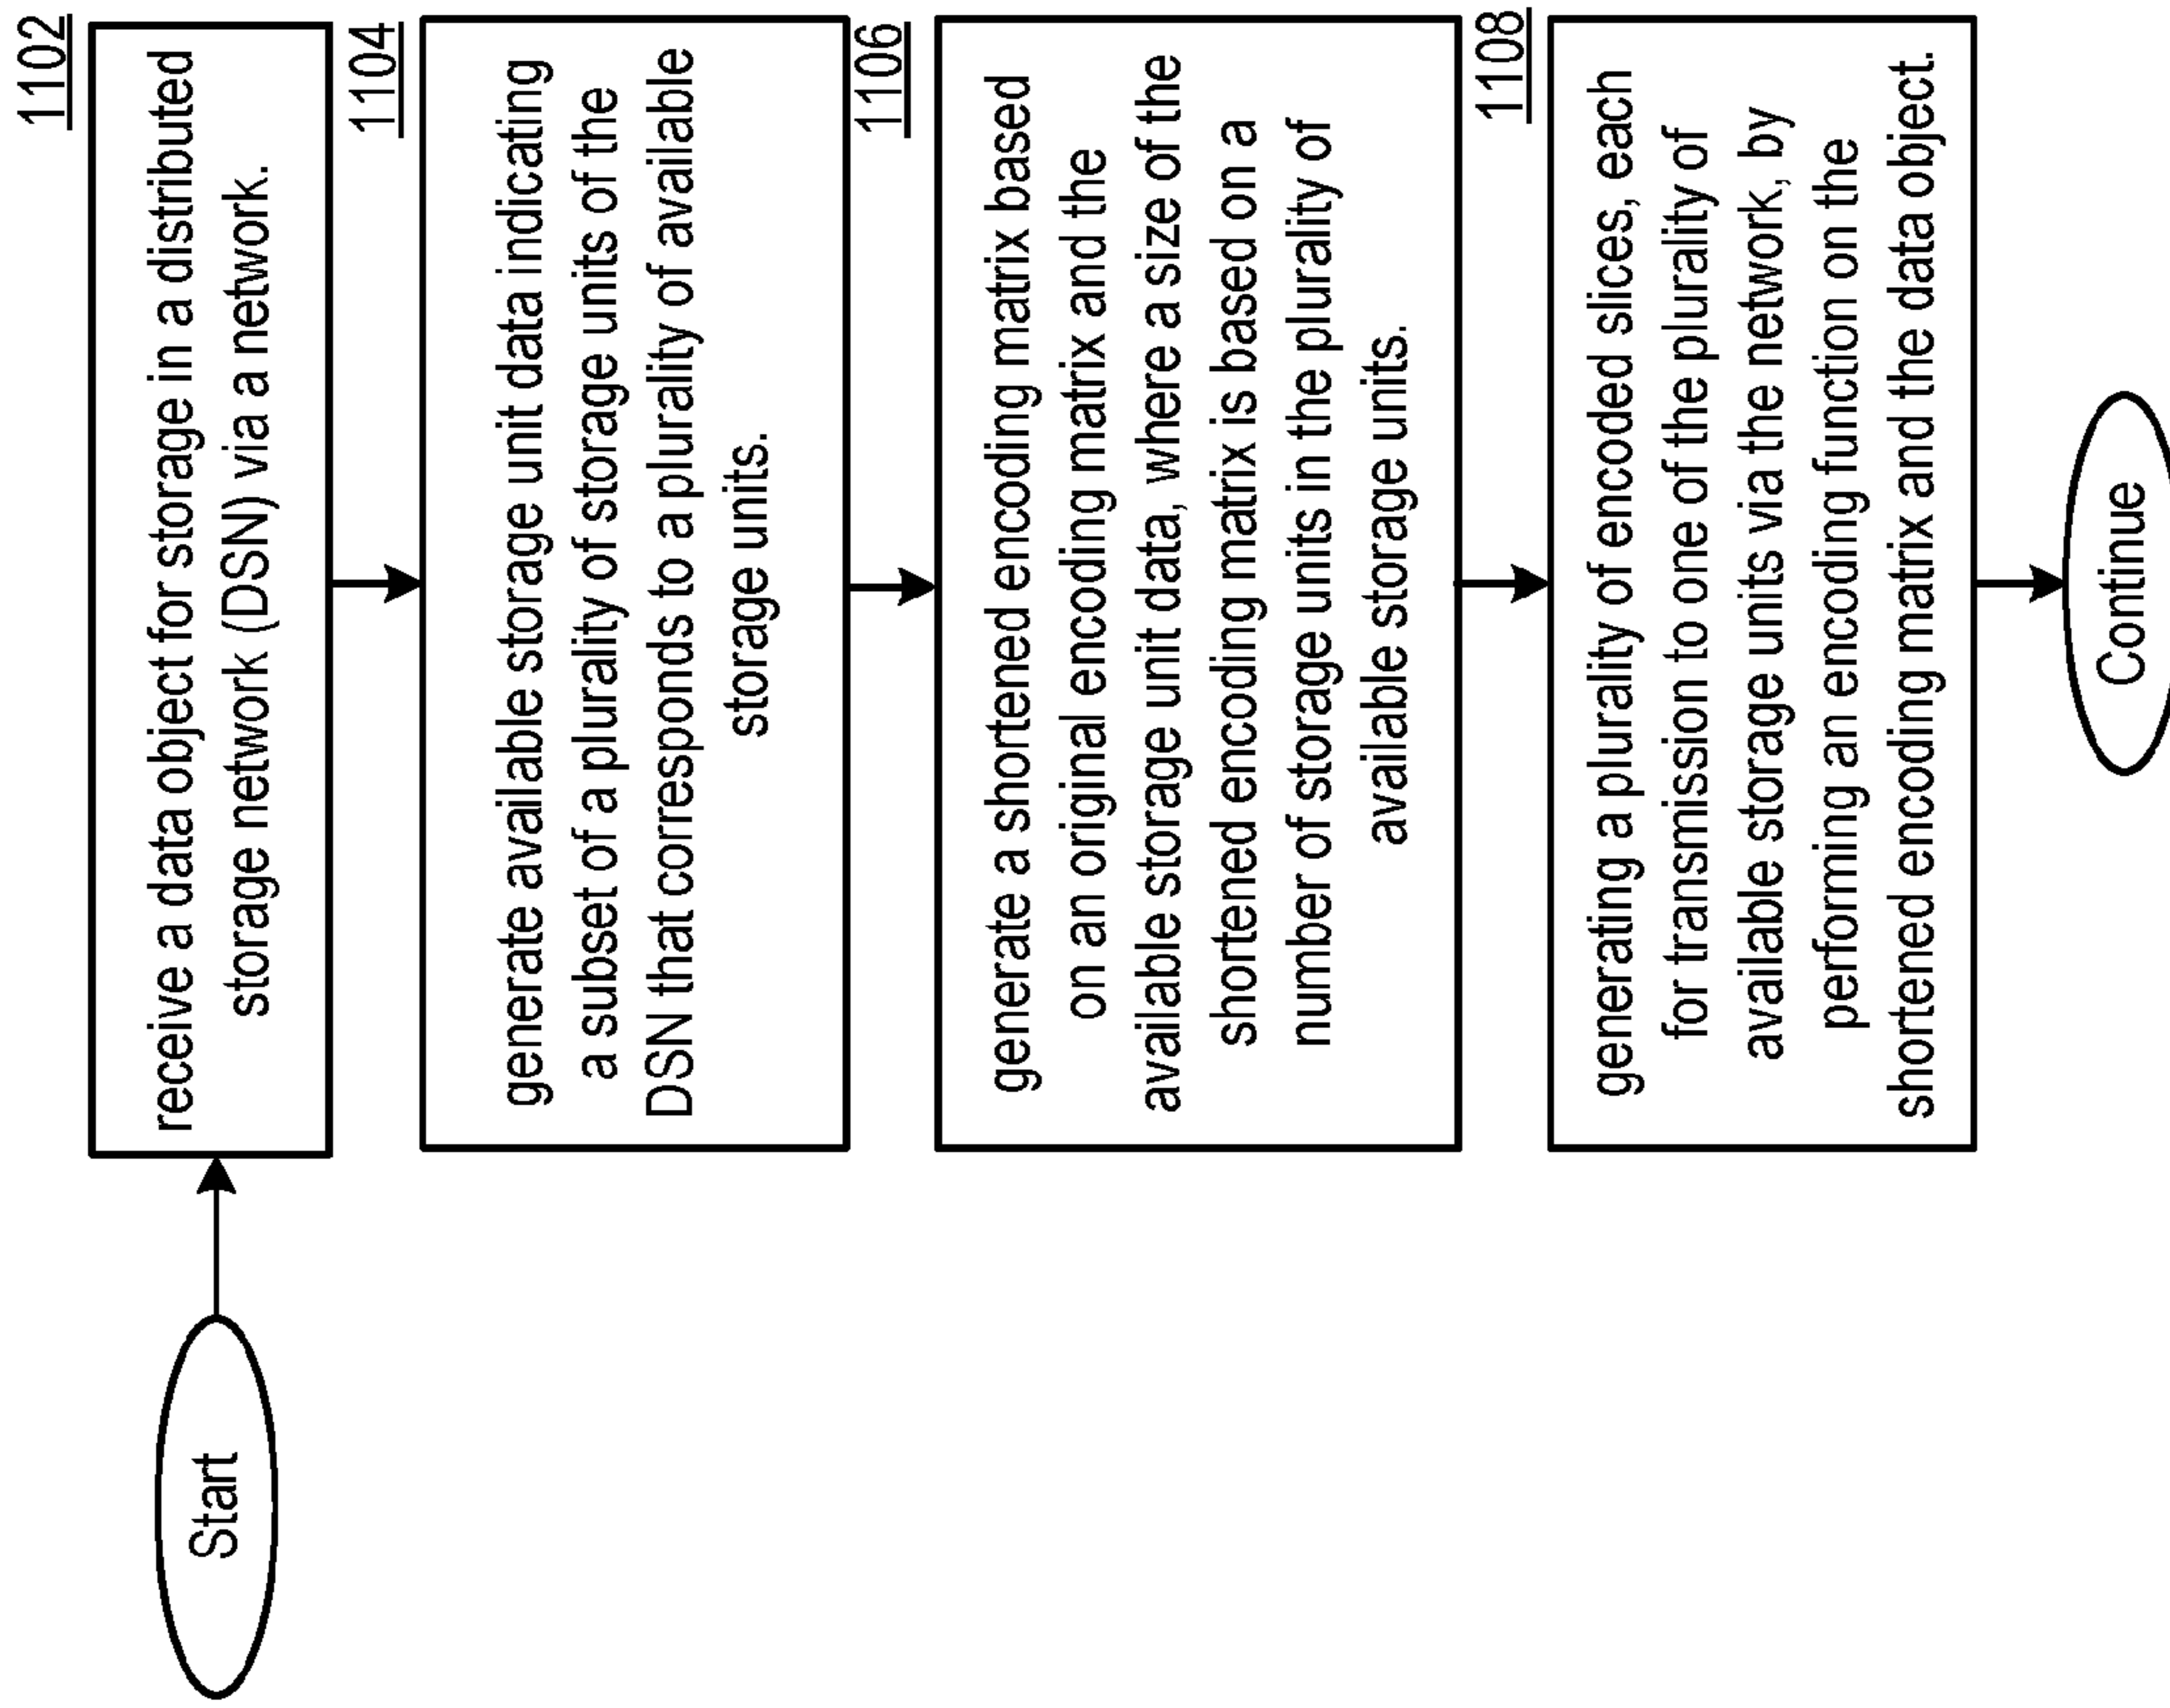 Start
1102
receive a data object for storage in a distributed
storage network (DSN) via a network.
1104
generate available storage unit data indicating
a subset of a plurality of storage units of the
DSN that corresponds to a plurality of available
storage units.
1106
generate a shortened encoding matrix based
on an original encoding matrix and the
available storage unit data, where a size of the
shortened encoding matrix is based on a
number of storage units in the plurality of
available storage units.
1108
generating a plurality of encoded slices, each
for transmission to one of the plurality of
available storage units via the network, by
performing an encoding function on the
shortened encoding matrix and the data object.
Continue